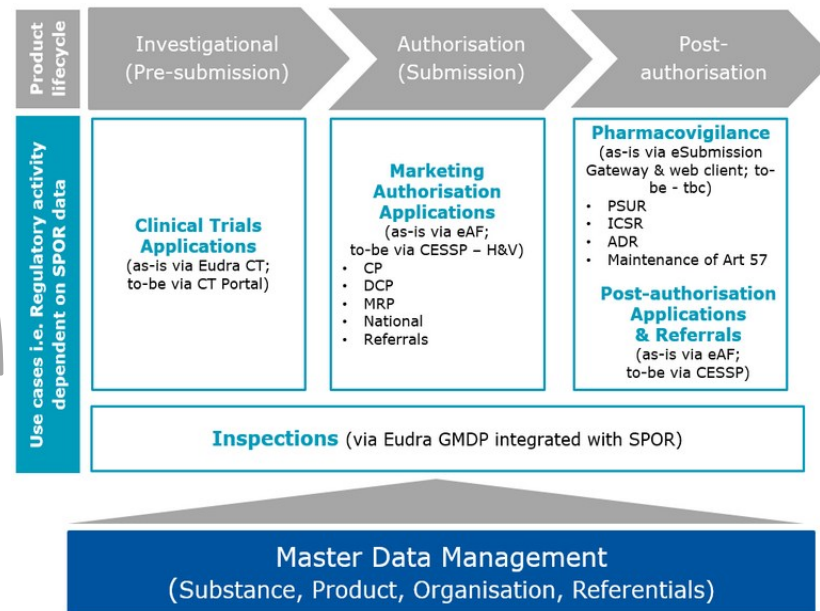 Product
lifecycle
Investigational
(Pre-submission)
Authorisation
(Submission)
Post-
authorisation
Use cases i.e. Regulatory activity
dependent on SPOR data
Clinical Trials
Applications
(as-is via Eudra CT;
to-be via CT Portal)
Marketing
Authorisation
Applications
(as-is via eAF;
to-be via CESSP – H&V)
• CP
• DCP
• MRP
• National
• Referrals
Pharmacovigilance
(as-is via eSubmission
Gateway & web client; to-
be - tbc)
• PSUR
• ICSR
• ADR
• Maintenance of Art 57
Post-authorisation
Applications
& Referrals
(as-is via eAF;
to-be via CESSP)
Inspections (via Eudra GMDP integrated with SPOR)
Master Data Management
(Substance, Product, Organisation, Referentials)